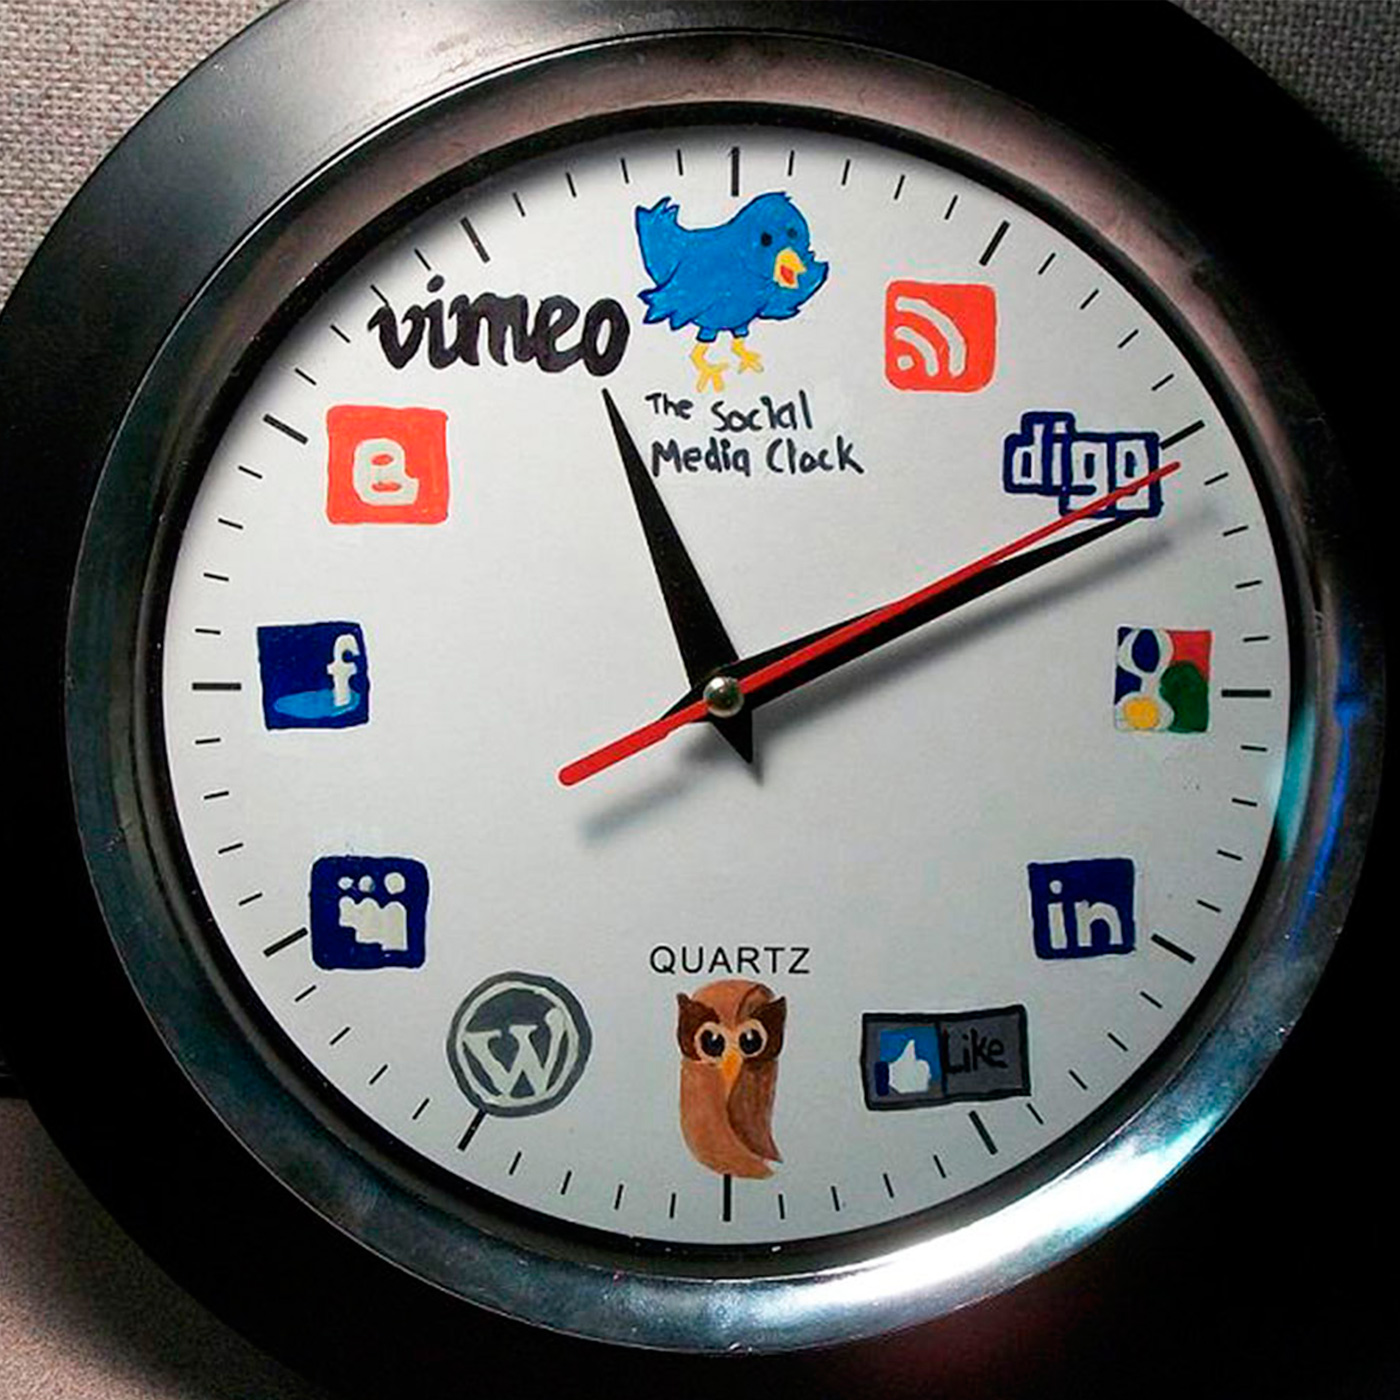 vimeo
The Social
Media Clock
digg
B
f
in
QUARTZ
W
Like